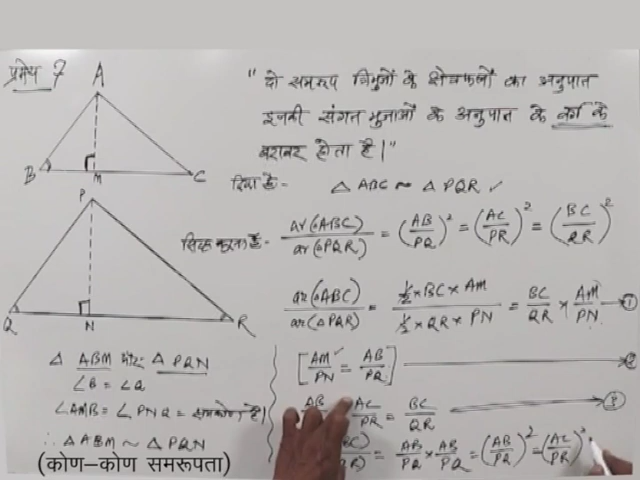 प्रमेय 7
" दो समरूप त्रिभुजों के क्षेत्रफलों का अनुपात
इनकी संगत भुजाओं के अनुपात के वर्ग के
बराबर होता है।"
A
B
M
C
दिया है:- △ ABC ~ △ PQR ✓
P
Q
N
R
सिद्ध करना है:- ar(△ABC)/ar(△PQR) = (AB/PQ)² = (AC/PR)² = (BC/QR)²
ar(△ABC)/ar(△PQR) = (½ × BC × AM)/(½ × QR × PN) = BC/QR × AM/PN — ①
△ ABM और △ PQN
∠B = ∠Q
∠AMB = ∠PNQ = समकोण है।
∴ △ABM ~ △PQN
(कोण–कोण समरूपता)
[AM/PN = AB/PQ] — ②
AB AC/PR = BC/QR —
BC) = AB/PQ × AB/PQ = (AB/PQ)² = (AC/PR)²